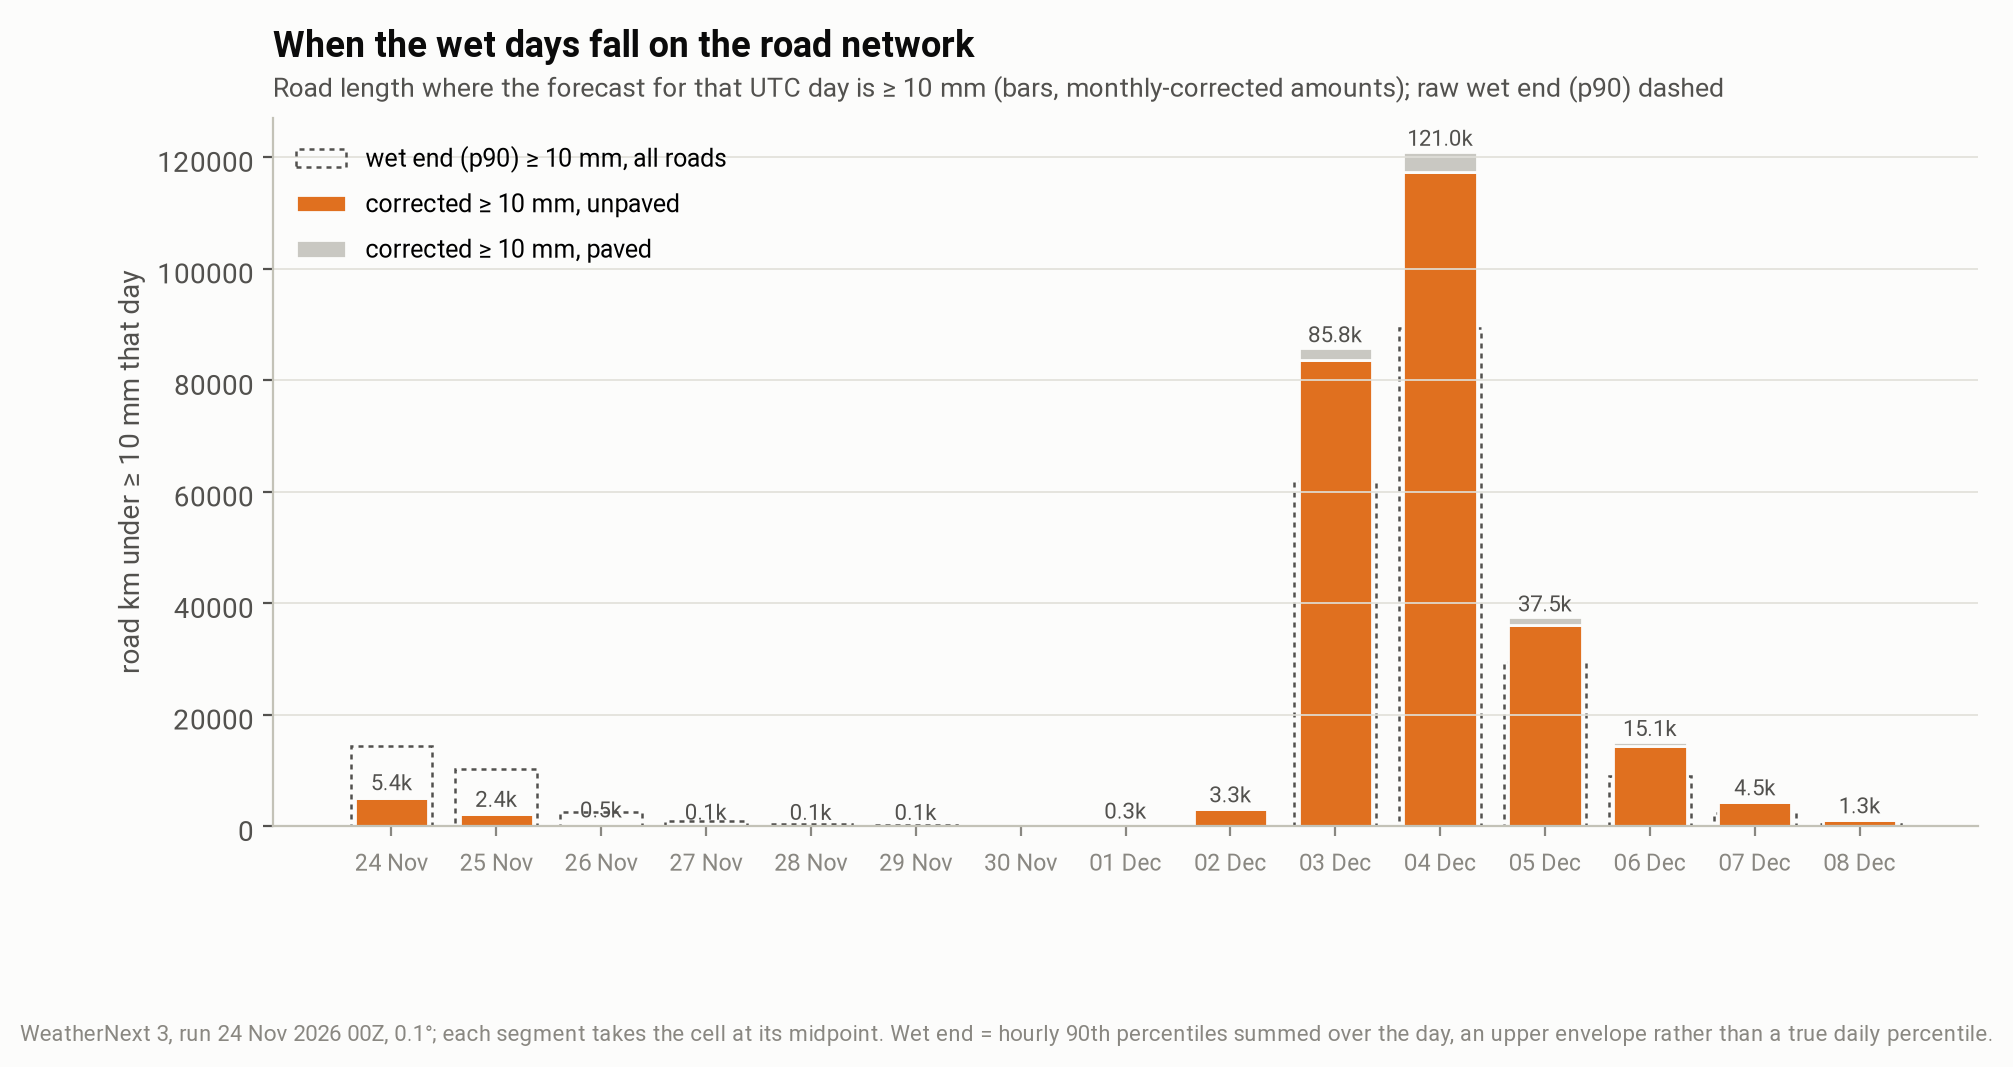 When the wet days fall on the road network
Road length where the forecast for that UTC day is ≥ 10 mm (bars, monthly-corrected amounts); raw wet end (p90) dashed
wet end (p90) ≥ 10 mm, all roads
corrected ≥ 10 mm, unpaved
corrected ≥ 10 mm, paved
road km under ≥ 10 mm that day
120000
100000
80000
60000
40000
20000
0
5.4k
2.4k
0.5k
0.1k
0.1k
0.1k
0.3k
3.3k
85.8k
121.0k
37.5k
15.1k
4.5k
1.3k
24 Nov
25 Nov
26 Nov
27 Nov
28 Nov
29 Nov
30 Nov
01 Dec
02 Dec
03 Dec
04 Dec
05 Dec
06 Dec
07 Dec
08 Dec
WeatherNext 3, run 24 Nov 2026 00Z, 0.1°; each segment takes the cell at its midpoint. Wet end = hourly 90th percentiles summed over the day, an upper envelope rather than a true daily percentile.